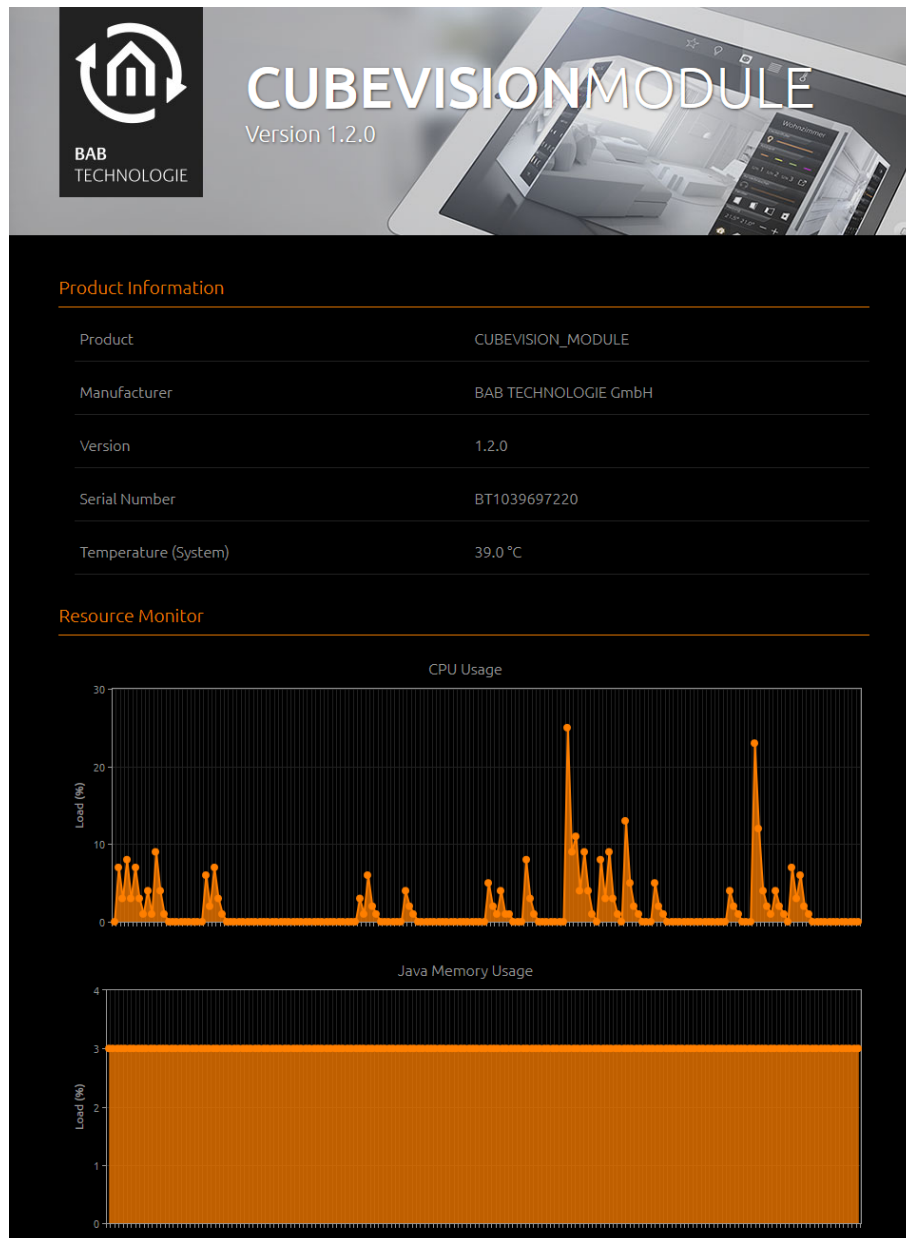 CUBEVISIONMODULE
Version 1.2.0
BAB
TECHNOLOGIE
Wohnzimmer
Product Information
Product CUBEVISION_MODULE
Manufacturer BAB TECHNOLOGIE GmbH
Version 1.2.0
Serial Number BT1039697220
Temperature (System) 39.0 °C
Resource Monitor
CPU Usage
30
20
10
0
Load (%)
Java Memory Usage
4
3
2
1
0
Load (%)